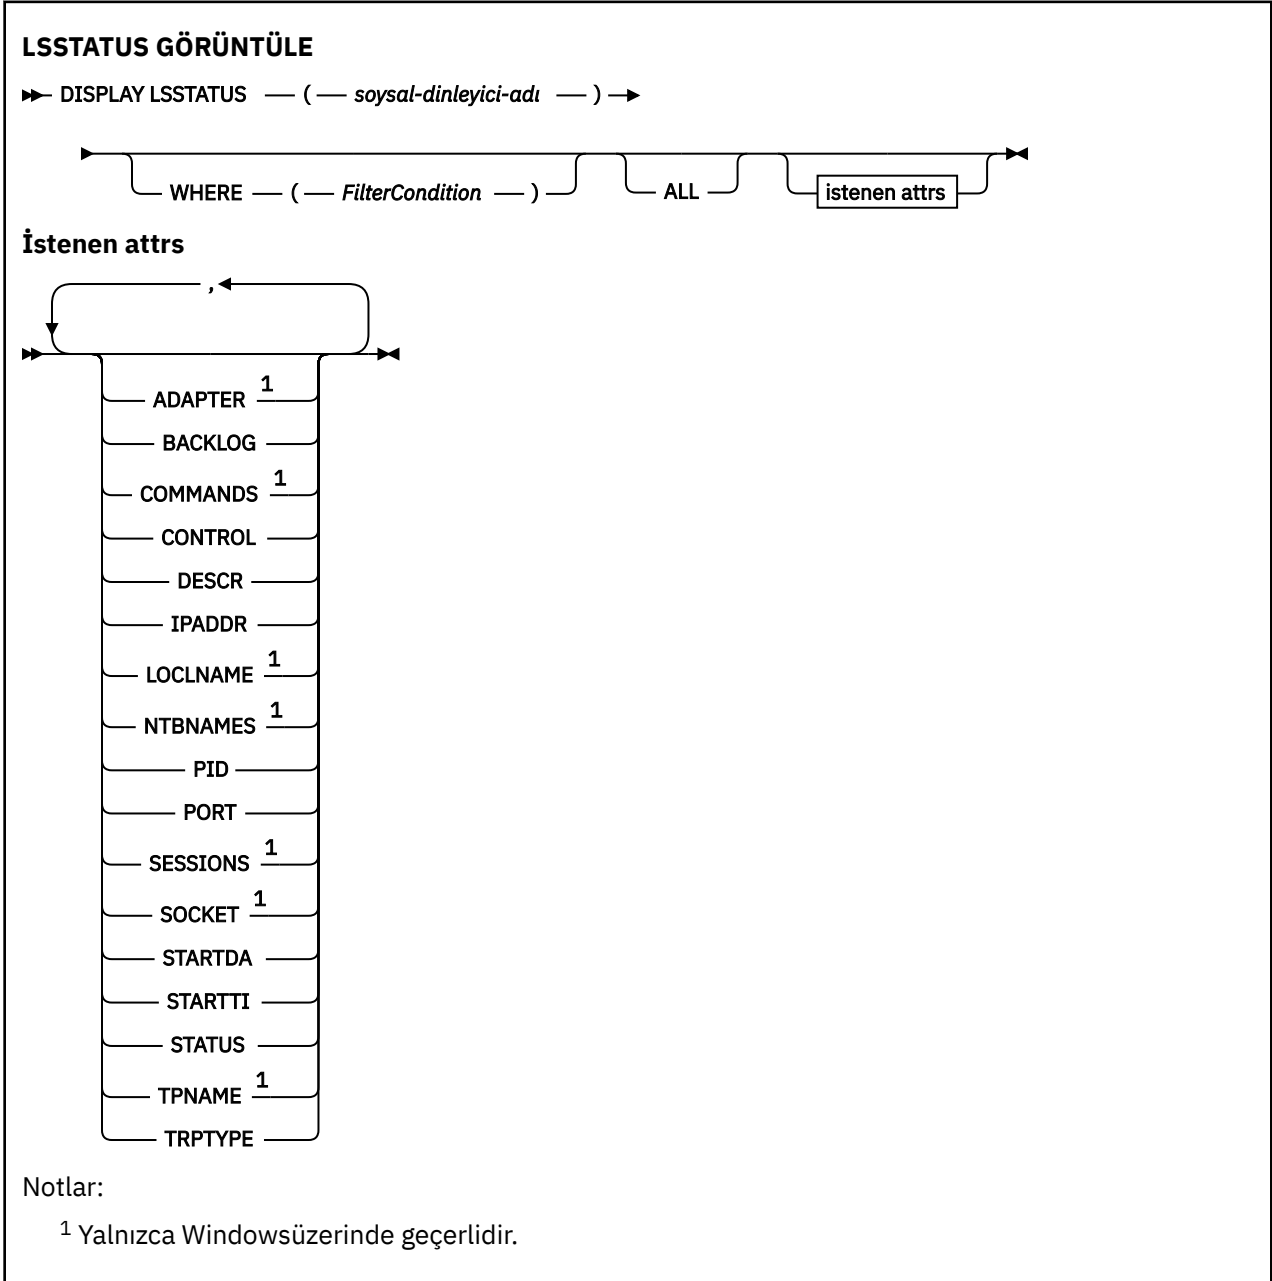 LSSTATUS GÖRÜNTÜLE
DISPLAY LSSTATUS ( soysal-dinleyici-adı )
WHERE ( FilterCondition ) ALL istenen attrs
İstenen attrs
,
ADAPTER 1
BACKLOG
COMMANDS 1
CONTROL
DESCR
IPADDR
LOCLNAME 1
NTBNAMES 1
PID
PORT
SESSIONS 1
SOCKET 1
STARTDA
STARTTI
STATUS
TPNAME 1
TRPTYPE
Notlar:
1 Yalnızca Windowsüzerinde geçerlidir.